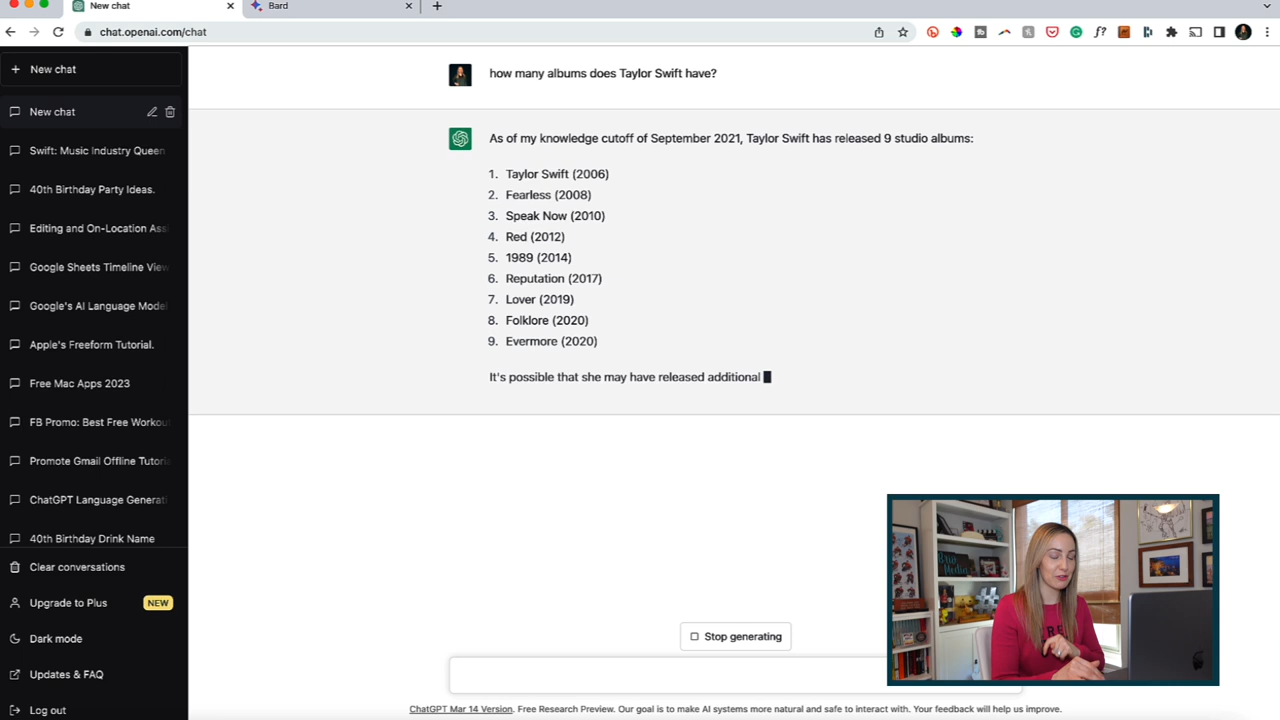 New chat
Bard
chat.openai.com/chat
New chat
New chat
Swift: Music Industry Queen
40th Birthday Party Ideas.
Editing and On-Location Ass
Google Sheets Timeline View
Google's AI Language Model
Apple's Freeform Tutorial.
Free Mac Apps 2023
FB Promo: Best Free Workou
Promote Gmail Offline Tutoria
ChatGPT Language Generati
40th Birthday Drink Name
Clear conversations
Upgrade to Plus NEW
Dark mode
Updates & FAQ
Log out
how many albums does Taylor Swift have?
As of my knowledge cutoff of September 2021, Taylor Swift has released 9 studio albums:
1. Taylor Swift (2006)
2. Fearless (2008)
3. Speak Now (2010)
4. Red (2012)
5. 1989 (2014)
6. Reputation (2017)
7. Lover (2019)
8. Folklore (2020)
9. Evermore (2020)
It's possible that she may have released additional
Stop generating
ChatGPT Mar 14 Version. Free Research Preview. Our goal is to make AI systems more natural and safe to interact with. Your feedback will help us improve.